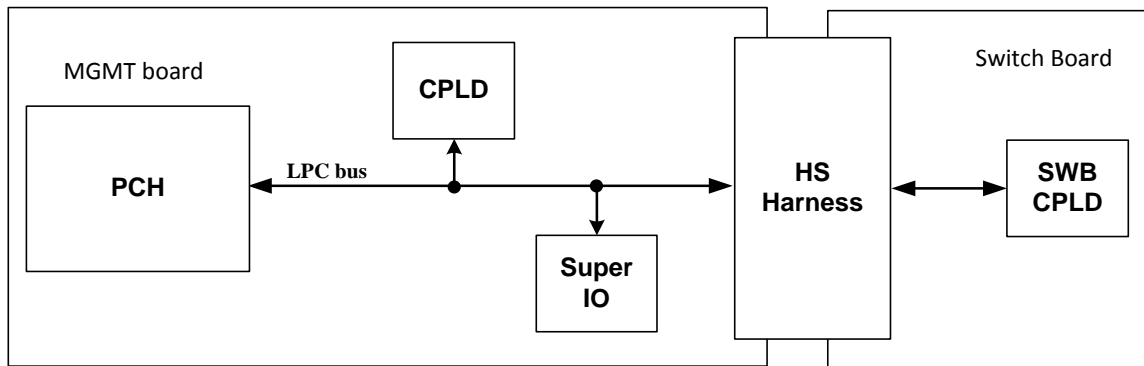 MGMT board
Switch Board
CPLD
PCH
LPC bus
HS
Harness
SWB
CPLD
Super
IO